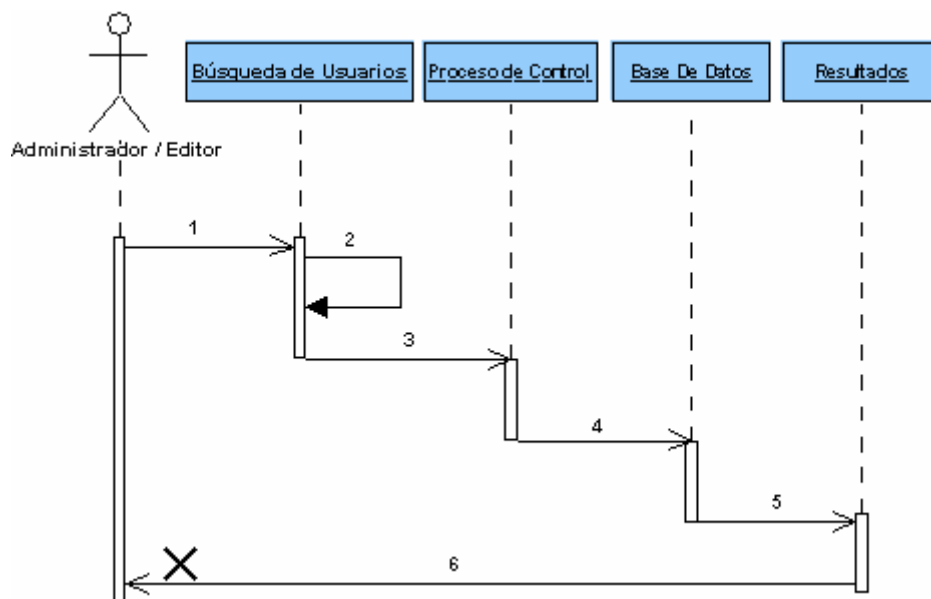 Búsqueda de Usuarios
Proceso de Control
Base De Datos
Resultados
Administrador / Editor
1
2
3
4
5
6